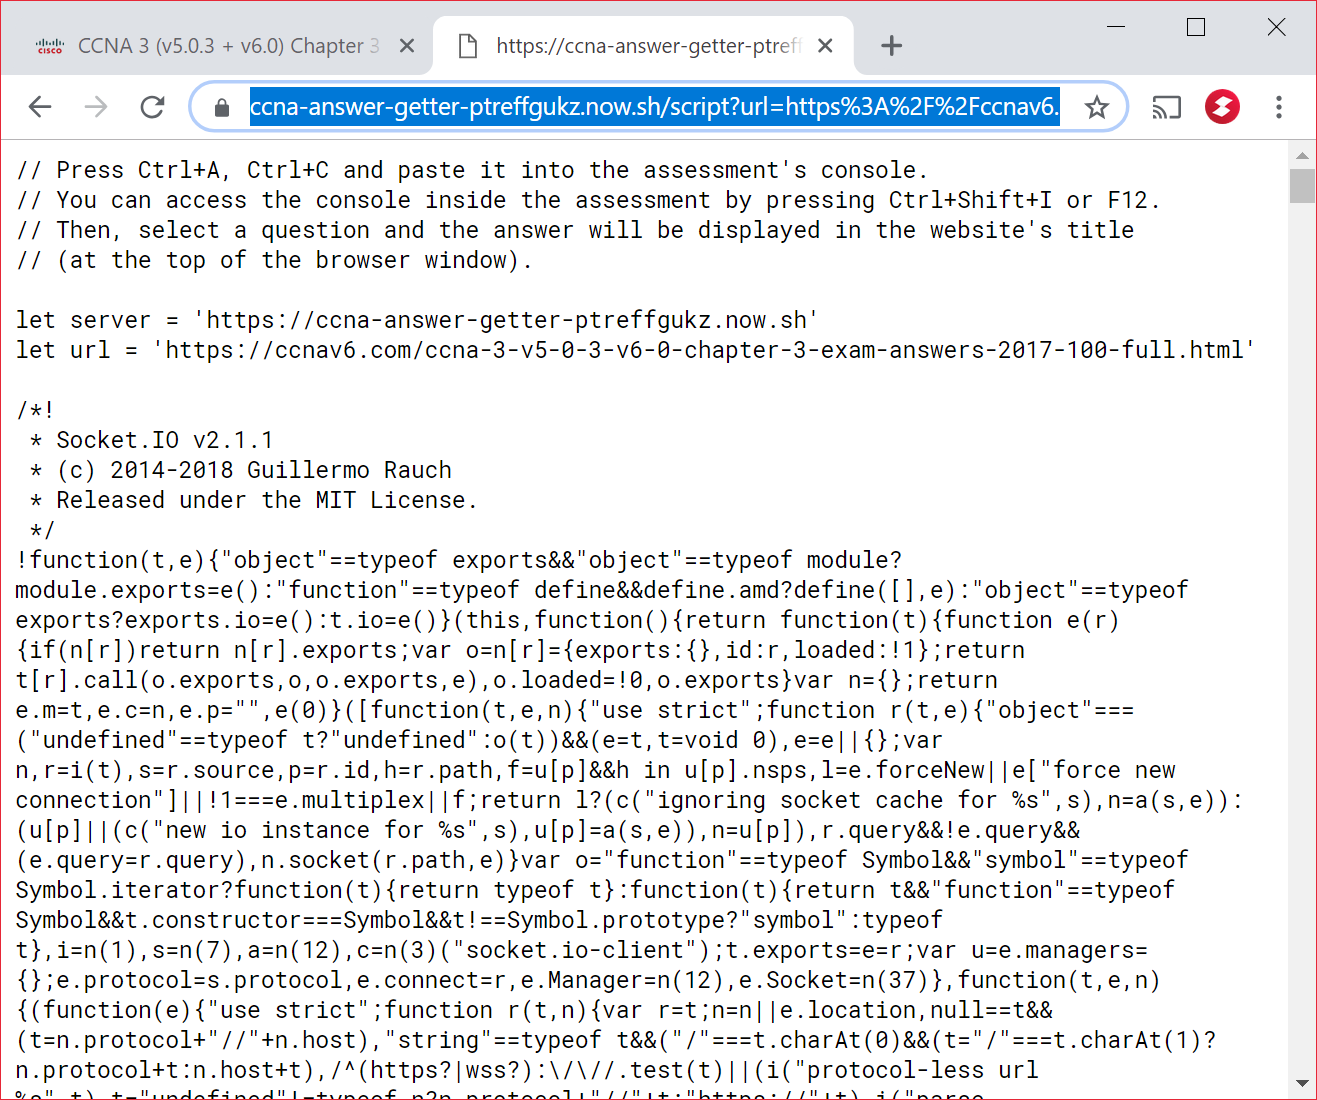 CISCO
CCNA 3 (v5.0.3 + v6.0) Chapter 3
https://ccna-answer-getter-ptreff
ccna-answer-getter-ptreffgukz.now.sh/script?url=https%3A%2F%2Fccnav6.
// Press Ctrl+A, Ctrl+C and paste it into the assessment's console.
// You can access the console inside the assessment by pressing Ctrl+Shift+I or F12.
// Then, select a question and the answer will be displayed in the website's title
// (at the top of the browser window).
let server = 'https://ccna-answer-getter-ptreffgukz.now.sh'
let url = 'https://ccnav6.com/ccna-3-v5-0-3-v6-0-chapter-3-exam-answers-2017-100-full.html'
/*!
 * Socket.IO v2.1.1
 * (c) 2014-2018 Guillermo Rauch
 * Released under the MIT License.
 */
!function(t,e){"object"==typeof exports&&"object"==typeof module?
module.exports=e():"function"==typeof define&&define.amd?define([],e):"object"==typeof
exports?exports.io=e():t.io=e()}(this,function(){return function(t){function e(r)
{if(n[r])return n[r].exports;var o=n[r]={exports:{},id:r,loaded:!1};return
t[r].call(o.exports,o,o.exports,e),o.loaded=!0,o.exports}var n={};return
e.m=t,e.c=n,e.p="",e(0)}([function(t,e,n){"use strict";function r(t,e){"object"===
("undefined"==typeof t?"undefined":o(t))&&(e=t,t=void 0),e=e||{};var
n,r=i(t),s=r.source,p=r.id,h=r.path,f=u[p]&&h in u[p].nsps,l=e.forceNew||e["force new
connection"]||!1===e.multiplex||f;return l?(c("ignoring socket cache for %s",s),n=a(s,e)):
(u[p]||(c("new io instance for %s",s),u[p]=a(s,e)),n=u[p]),r.query&&!e.query&&
(e.query=r.query),n.socket(r.path,e)}var o="function"==typeof Symbol&&"symbol"==typeof
Symbol.iterator?function(t){return typeof t}:function(t){return t&&"function"==typeof
Symbol&&t.constructor===Symbol&&t!==Symbol.prototype?"symbol":typeof
t},i=n(1),s=n(7),a=n(12),c=n(3)("socket.io-client");t.exports=e=r;var u=e.managers=
{};e.protocol=s.protocol,e.connect=r,e.Manager=n(12),e.Socket=n(37)},function(t,e,n)
{(function(e){"use strict";function r(t,n){var r=t;n=n||e.location,null==t&&
(t=n.protocol+"//"+n.host),"string"==typeof t&&("/"===t.charAt(0)&&(t="/"===t.charAt(1)?
n.protocol+t:n.host+t),/^(https?|wss?):\/\//.test(t)||(i("protocol-less url
%s",t),t="undefined"!=typeof n?n.protocol+"//"+t:"https://"+t),i("parse